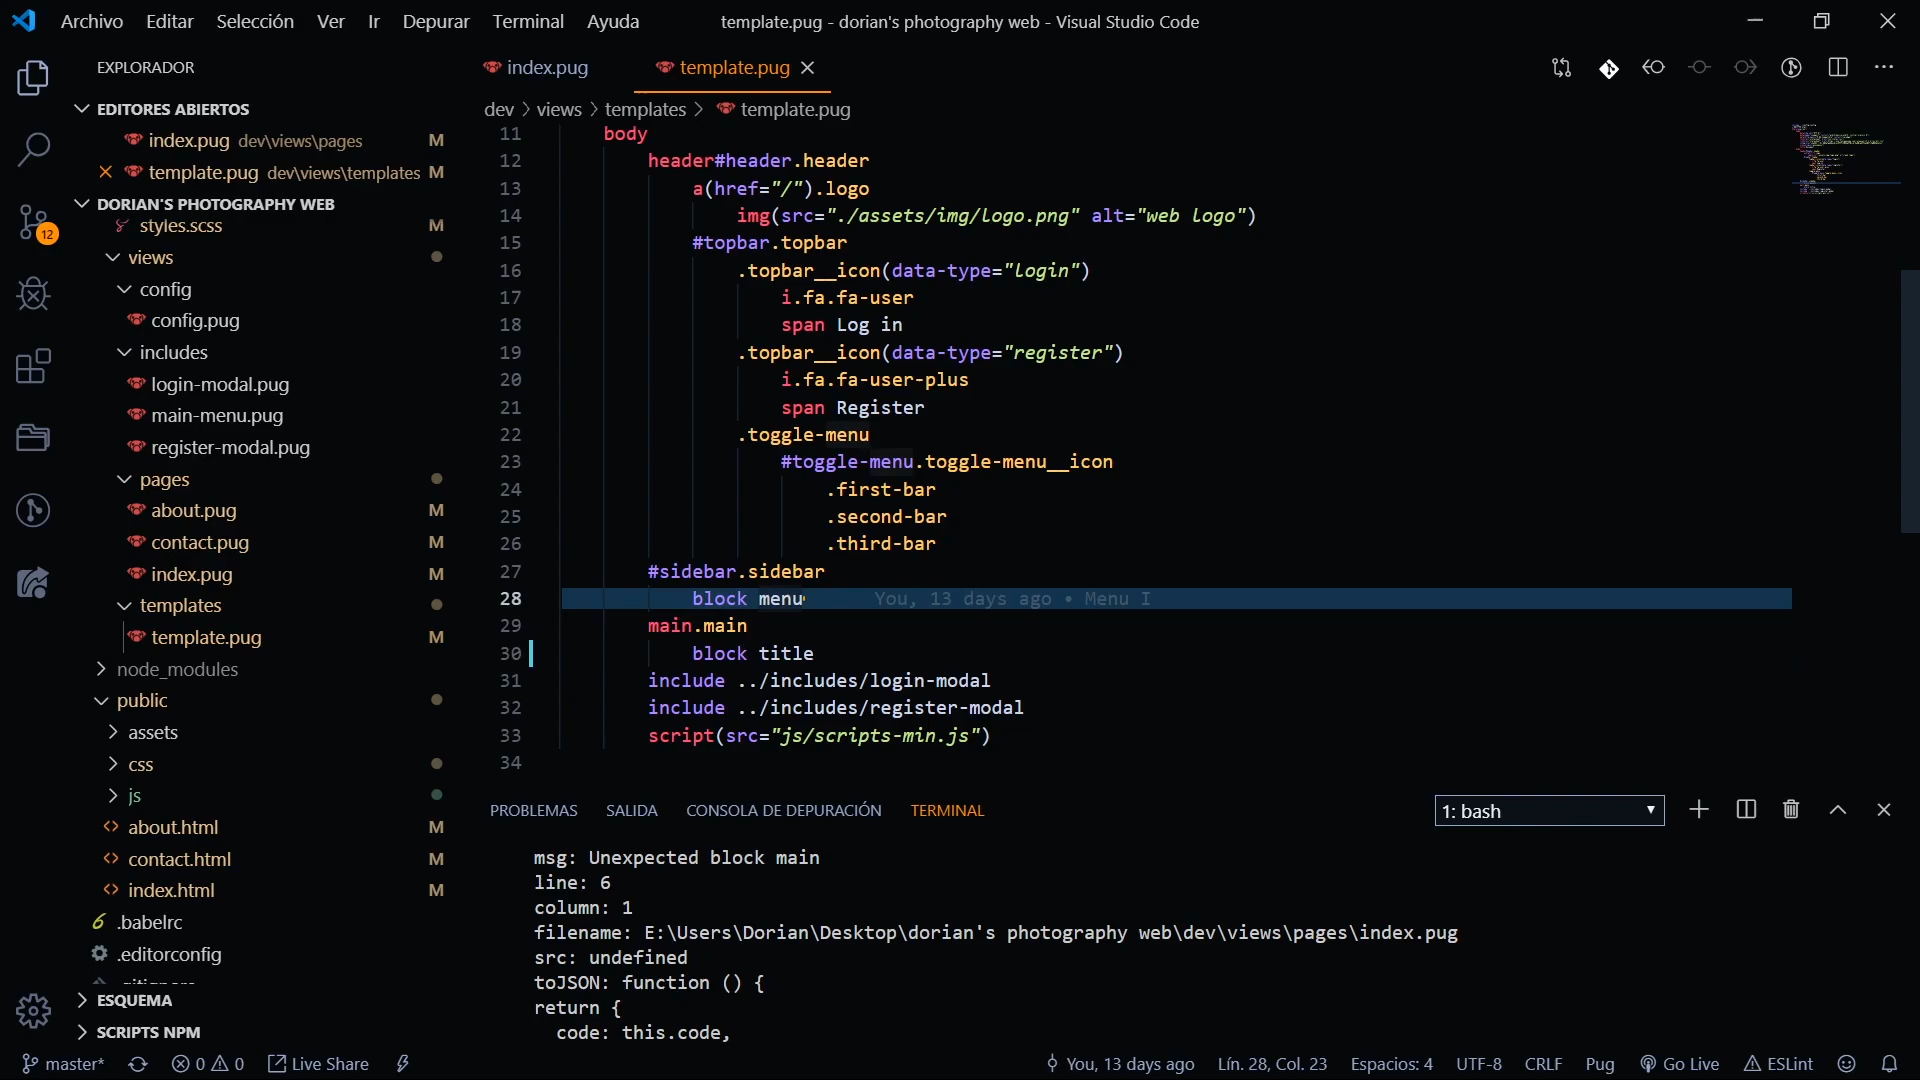 Archivo Editar Selección Ver Ir Depurar Terminal Ayuda
template.pug - dorian's photography web - Visual Studio Code
EXPLORADOR
EDITORES ABIERTOS
index.pug dev\views\pages M
template.pug dev\views\templates M
DORIAN'S PHOTOGRAPHY WEB
styles.scss M
views
config
config.pug
includes
login-modal.pug
main-menu.pug
register-modal.pug
pages
about.pug M
contact.pug M
index.pug M
templates
template.pug M
node_modules
public
assets
css
js
about.html M
contact.html M
index.html M
.babelrc
.editorconfig
ESQUEMA
SCRIPTS NPM
12
index.pug
template.pug
dev > views > templates > template.pug
11 body
12 header#header.header
13 a(href="/").logo
14 img(src="./assets/img/logo.png" alt="web logo")
15 #topbar.topbar
16 .topbar__icon(data-type="login")
17 i.fa.fa-user
18 span Log in
19 .topbar__icon(data-type="register")
20 i.fa.fa-user-plus
21 span Register
22 .toggle-menu
23 #toggle-menu.toggle-menu__icon
24 .first-bar
25 .second-bar
26 .third-bar
27 #sidebar.sidebar
28 block menu You, 13 days ago • Menu I
29 main.main
30 block title
31 include ../includes/login-modal
32 include ../includes/register-modal
33 script(src="js/scripts-min.js")
34
PROBLEMAS SALIDA CONSOLA DE DEPURACIÓN TERMINAL
1: bash
msg: Unexpected block main
line: 6
column: 1
filename: E:\Users\Dorian\Desktop\dorian's photography web\dev\views\pages\index.pug
src: undefined
toJSON: function () {
return {
code: this.code,
master* 0 0 Live Share
You, 13 days ago Lín. 28, Col. 23 Espacios: 4 UTF-8 CRLF Pug Go Live ESLint